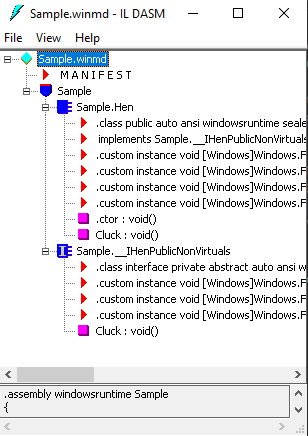 Sample.winmd - IL DASM
File View Help
Sample.winmd
M A N I F E S T
Sample
Sample.Hen
.class public auto ansi windowsruntime seale
implements Sample.__IHenPublicNonVirtuals
.custom instance void [Windows]Windows.F
.custom instance void [Windows]Windows.F
.custom instance void [Windows]Windows.F
.custom instance void [Windows]Windows.F
.ctor : void()
Cluck : void()
Sample.__IHenPublicNonVirtuals
.class interface private abstract auto ansi w
.custom instance void [Windows]Windows.F
.custom instance void [Windows]Windows.F
.custom instance void [Windows]Windows.F
Cluck : void()
.assembly windowsruntime Sample
{